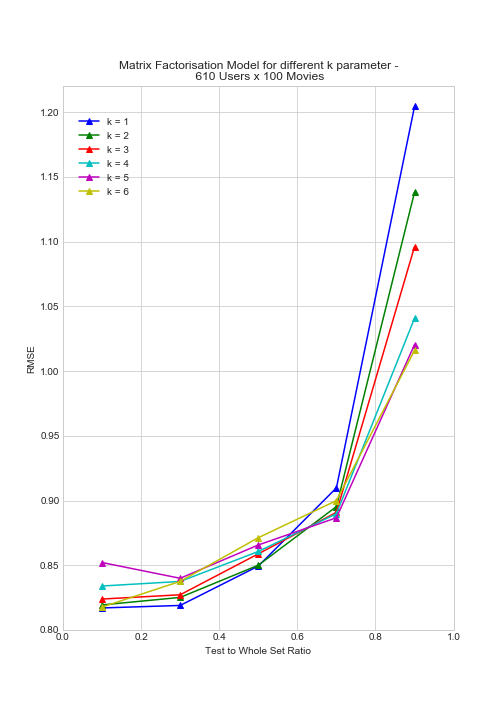 Matrix Factorisation Model for different k parameter -
610 Users x 100 Movies
1.20
1.15
1.10
1.05
1.00
0.95
0.90
0.85
0.80
RMSE
k = 1
k = 2
k = 3
k = 4
k = 5
k = 6
0.0
0.2
0.4
0.6
0.8
1.0
Test to Whole Set Ratio